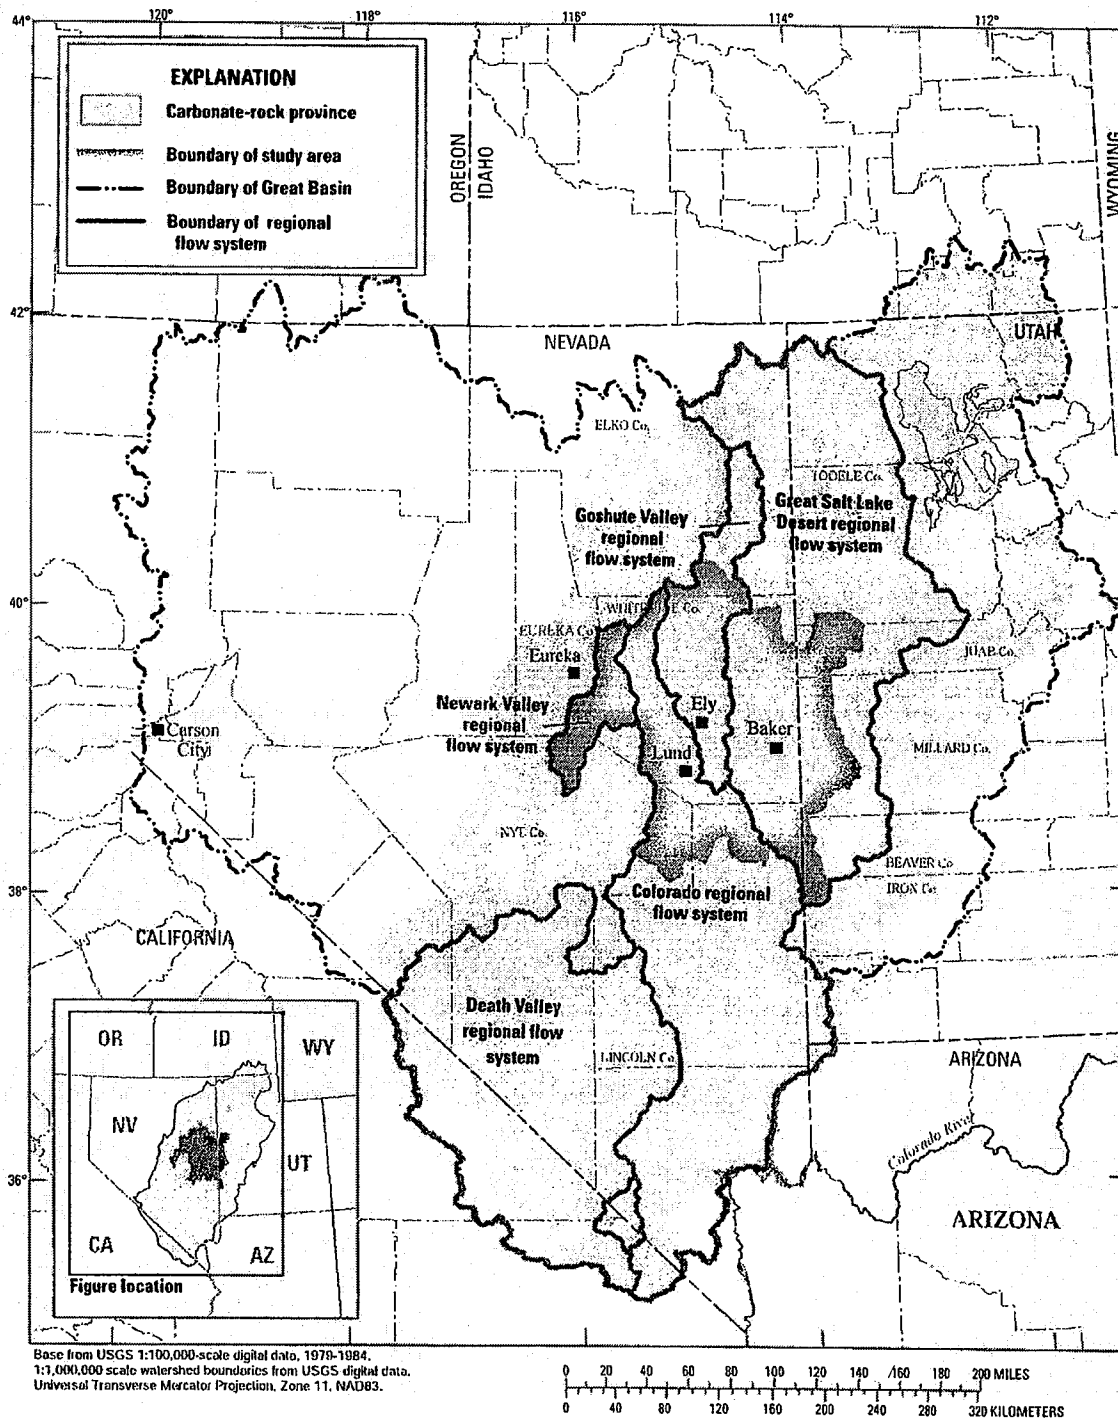 44°
120°
118°
116°
114°
112°
EXPLANATION
Carbonate-rock province
Boundary of study area
Boundary of Great Basin
Boundary of regional
flow system
OREGON
IDAHO
WYOMING
42°
NEVADA
UTAH
ELKO Co.
TOOELE Co.
Goshute Valley
regional
flow system
Great Salt Lake
Desert regional
flow system
40°
WHITE PINE Co.
EUREKA Co.
Eureka
JUAB Co.
Newark Valley
regional
flow system
Ely
Baker
Lund
Carson
City
MILLARD Co.
NYE Co.
BEAVER Co.
IRON Co.
38°
Colorado regional
flow system
CALIFORNIA
Death Valley
regional flow
system
LINCOLN Co.
ARIZONA
Colorado River
36°
ARIZONA
OR
ID
WY
NV
UT
CA
AZ
Figure location
Base from USGS 1:100,000-scale digital data, 1979-1984.
1:1,000,000 scale watershed boundaries from USGS digital data.
Universal Transverse Mercator Projection, Zone 11, NAD83.
0 20 40 60 80 100 120 140 160 180 200 MILES
0 40 80 120 160 200 240 280 320 KILOMETERS